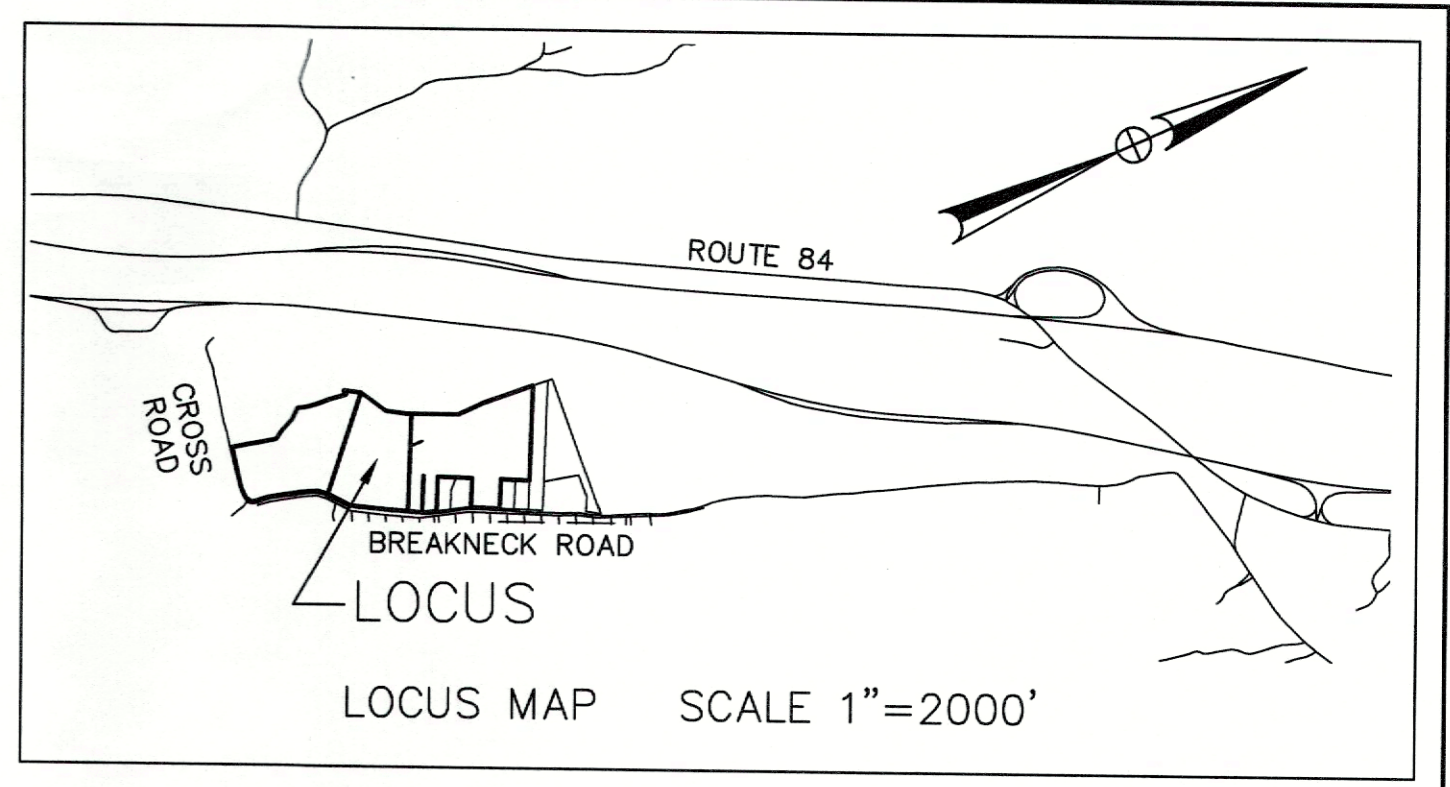 ROUTE 84
CROSS
ROAD
BREAKNECK ROAD
LOCUS
LOCUS MAP SCALE 1"=2000'